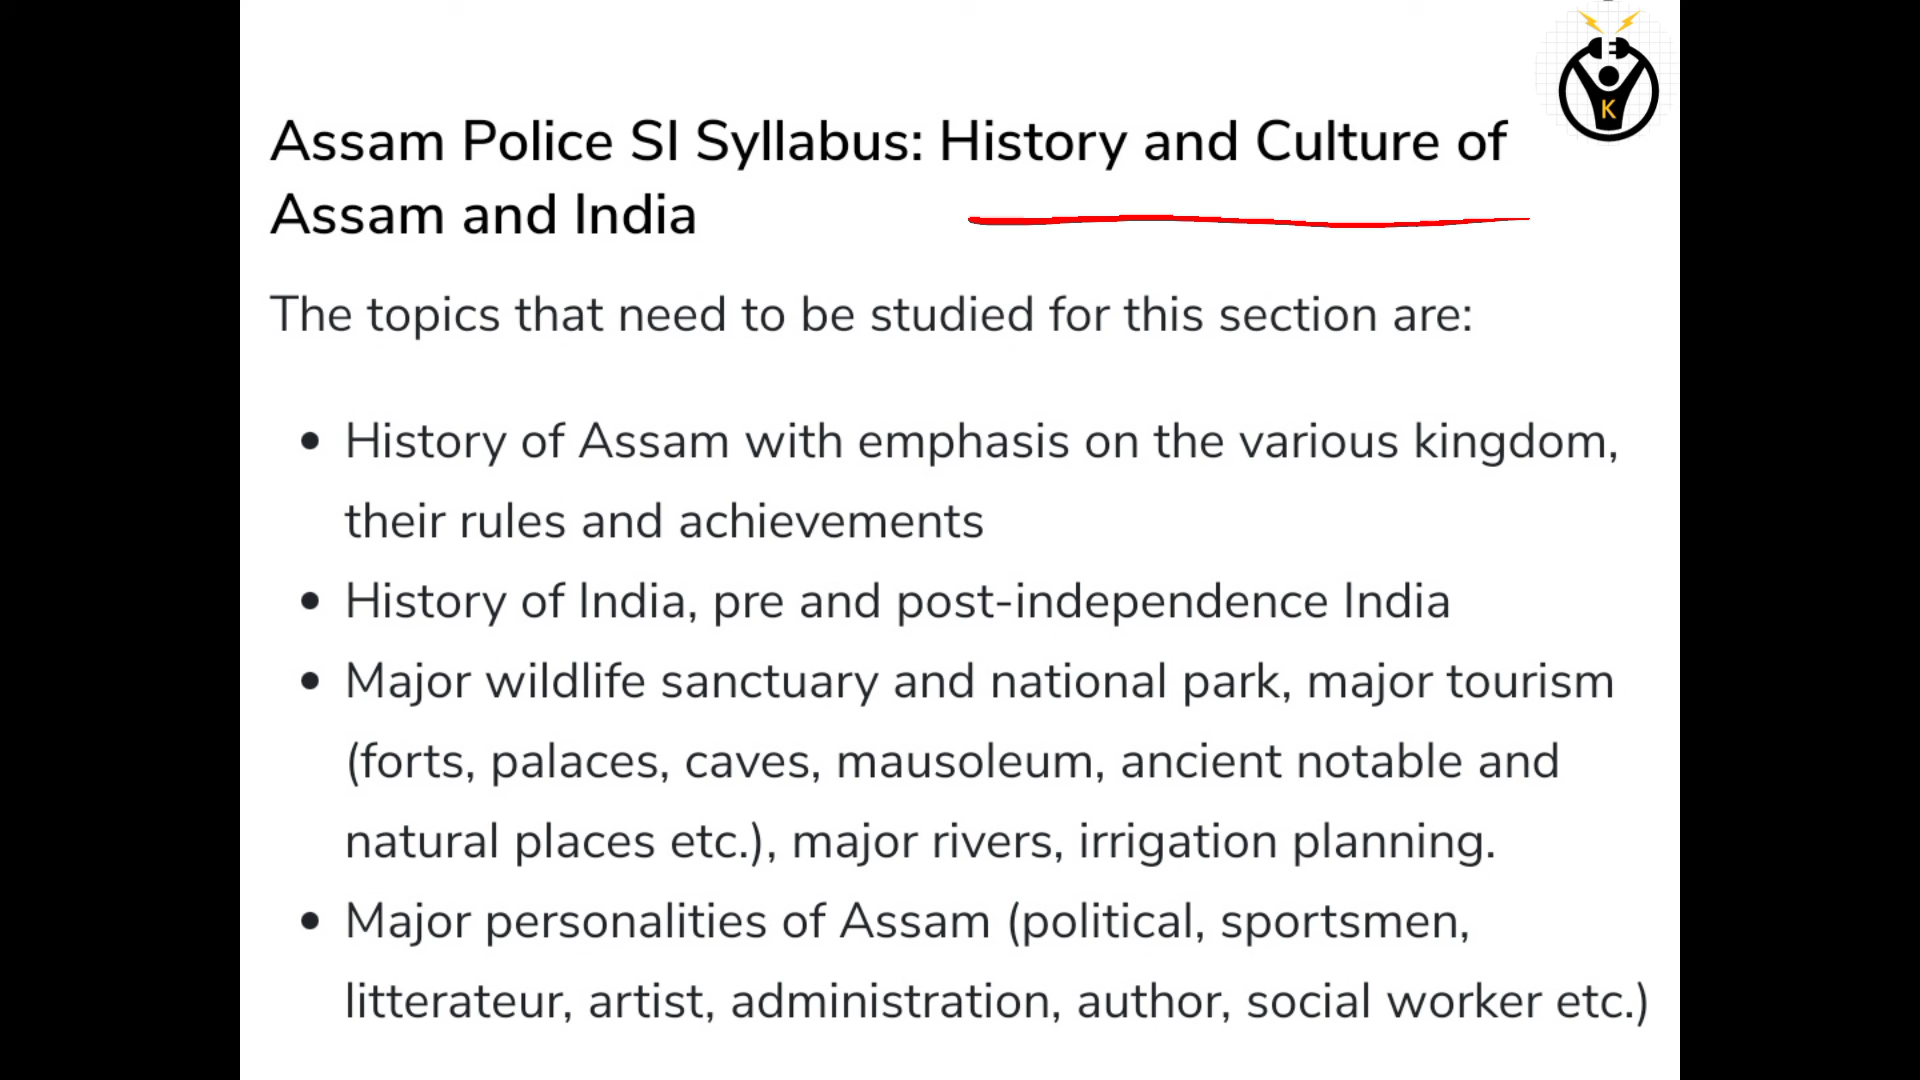 K
Assam Police SI Syllabus: History and Culture of
Assam and India
The topics that need to be studied for this section are:
• History of Assam with emphasis on the various kingdom,
their rules and achievements
• History of India, pre and post-independence India
• Major wildlife sanctuary and national park, major tourism
(forts, palaces, caves, mausoleum, ancient notable and
natural places etc.), major rivers, irrigation planning.
• Major personalities of Assam (political, sportsmen,
litterateur, artist, administration, author, social worker etc.)